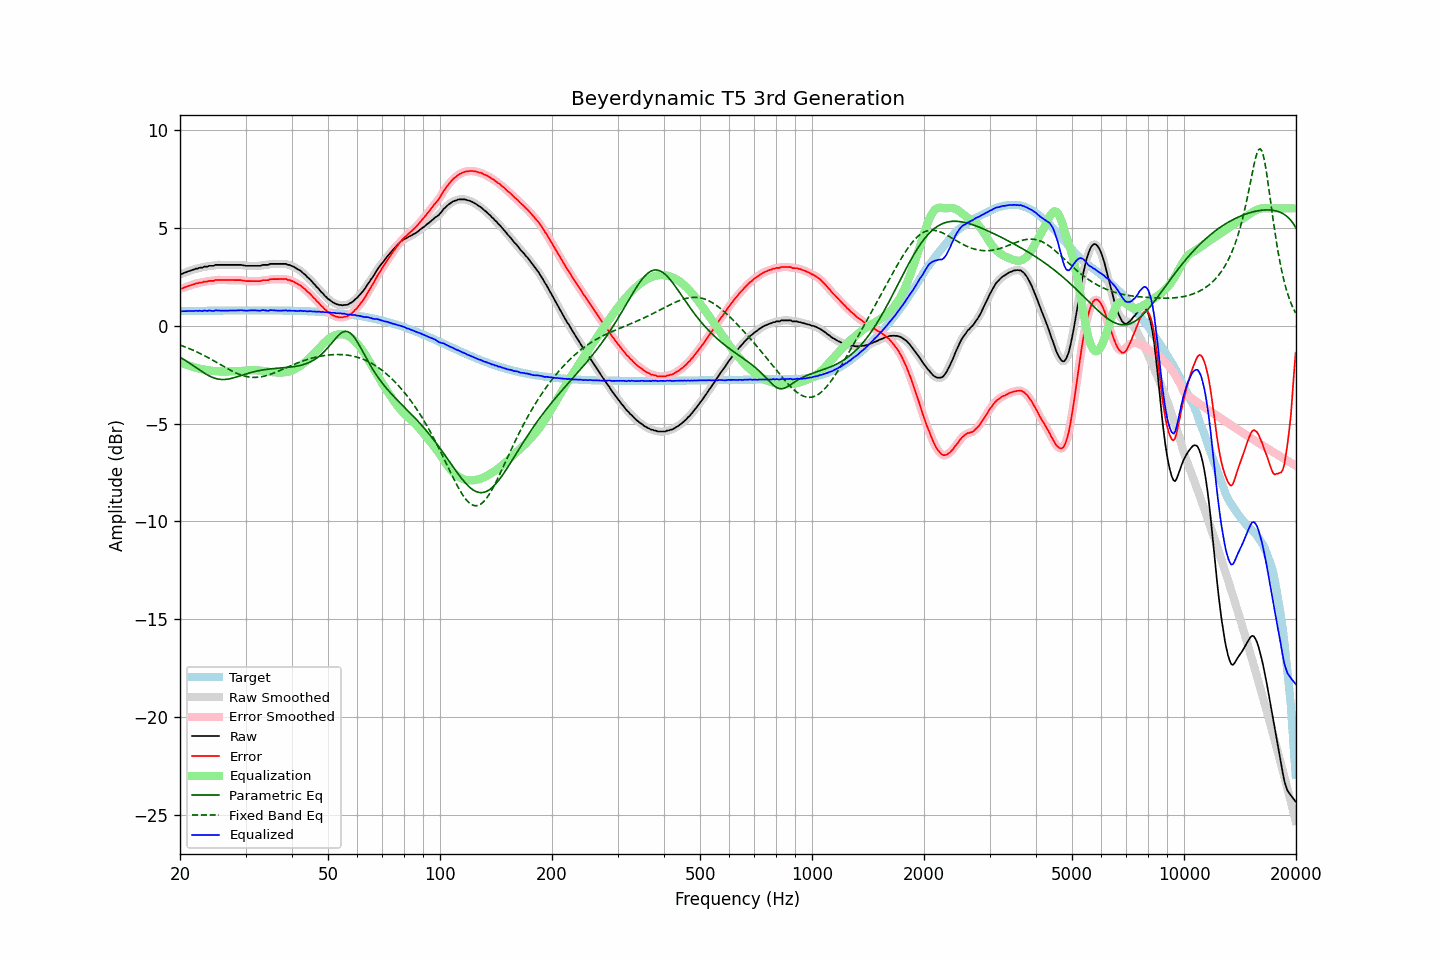 Beyerdynamic T5 3rd Generation
Amplitude (dBr)
10
5
0
−5
−10
−15
−20
−25
Target
Raw Smoothed
Error Smoothed
Raw
Error
Equalization
Parametric Eq
Fixed Band Eq
Equalized
20 50 100 200 500 1000 2000 5000 10000 20000
Frequency (Hz)